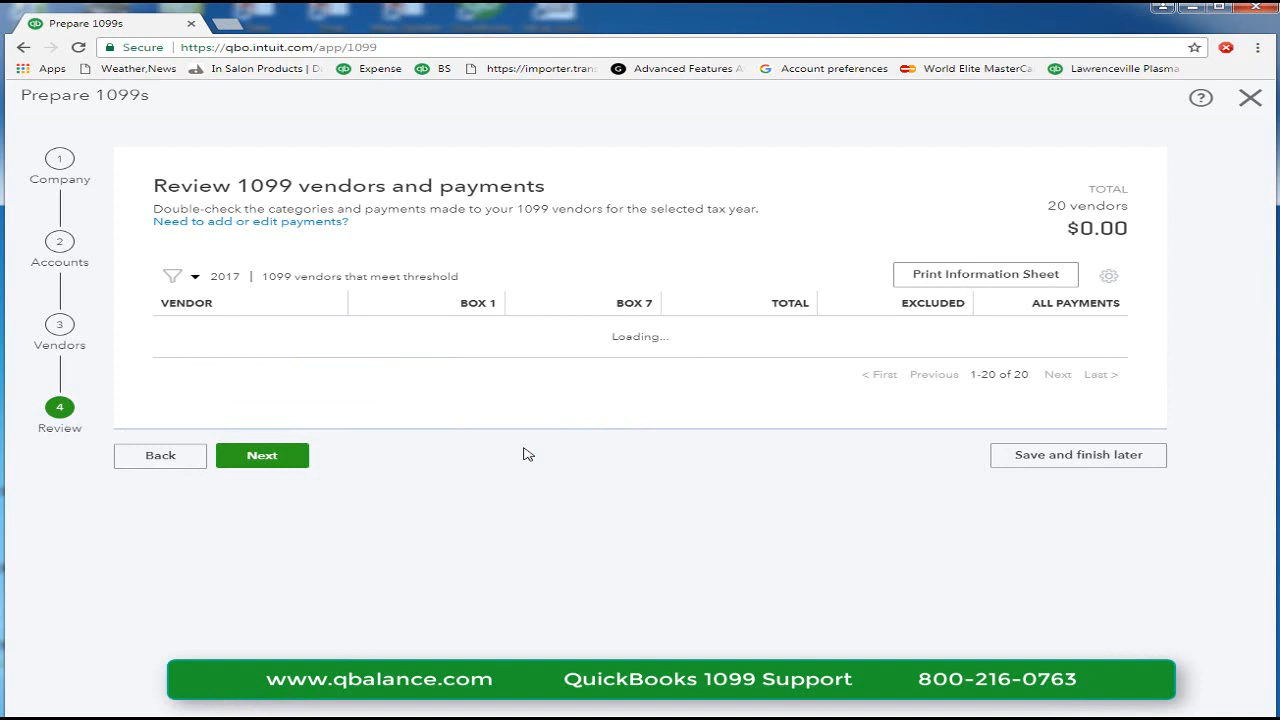 Prepare 1099s
Secure
https://qbo.intuit.com/app/1099
Apps
Weather,News
In Salon Products | D
Expense
BS
https://importer.tran
Advanced Features A
Account preferences
World Elite MasterCa
Lawrenceville Plasma
Prepare 1099s
1
Company
2
Accounts
3
Vendors
4
Review
Review 1099 vendors and payments
Double-check the categories and payments made to your 1099 vendors for the selected tax year.
Need to add or edit payments?
TOTAL
20 vendors
$0.00
2017 | 1099 vendors that meet threshold
Print Information Sheet
VENDOR BOX 1 BOX 7 TOTAL EXCLUDED ALL PAYMENTS
Loading...
< First Previous 1-20 of 20 Next Last >
Back
Next
Save and finish later
www.qbalance.com QuickBooks 1099 Support 800-216-0763